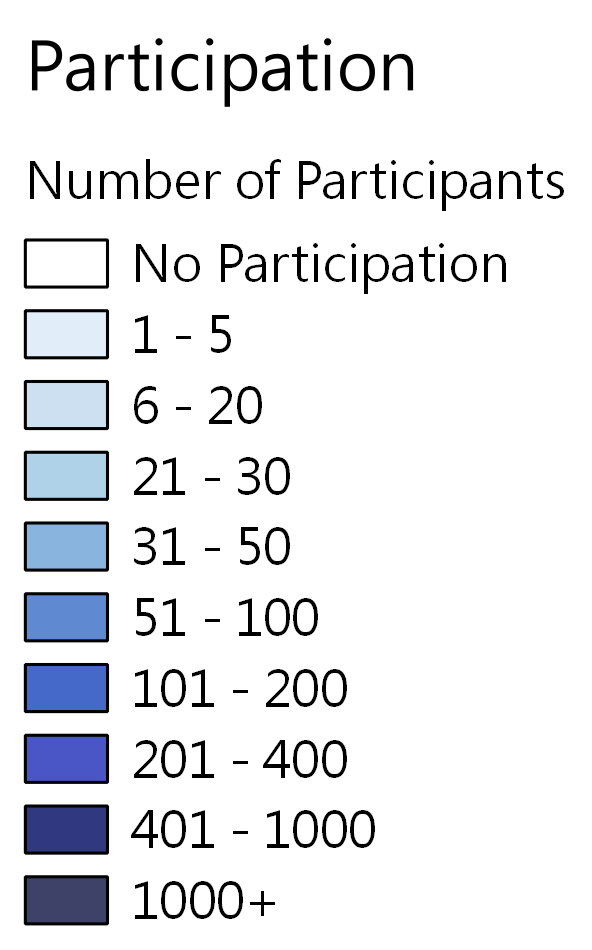 Participation
Number of Participants
No Participation
1 - 5
6 - 20
21 - 30
31 - 50
51 - 100
101 - 200
201 - 400
401 - 1000
1000+